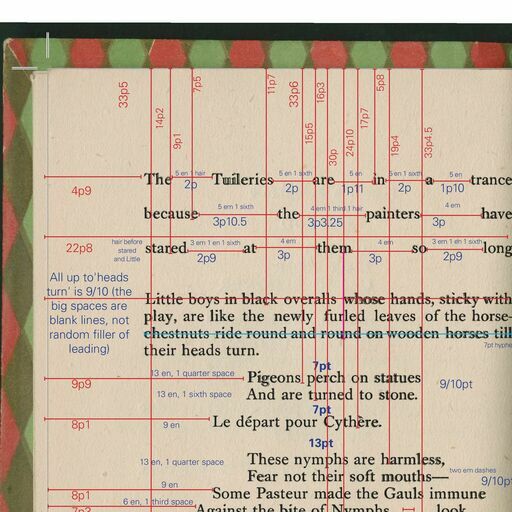 33p5
14p2
9p1
7p5
11p7
33p6
15p5
16p3
30p
24p10
17p7
5p8
19p4
33p4.5
5 en 1 hair
5 en 1 sixth
5 en 1 sixth
5 en
The Tuileries are in a trance
4p9
2p
2p
1p11
2p
1p10
4 em 1 third 1 hair
4 em
because the painters have
3p10.5
3p3.25
3p
hair before
stared
and Little
3 em 1 en 1 sixth
4 em
4 em
3 em 1 en 1 sixth
stared at them so long
22p8
2p9
3p
3p
2p9
All up to'heads
turn' is 9/10 (the
big spaces are
blank lines, not
random filler of
leading)
Little boys in black overalls whose hands, sticky with
play, are like the newly furled leaves of the horse-
chestnuts ride round and round on wooden horses till
their heads turn.
7pt
13 en, 1 quarter space
Pigeons perch on statues
9p9
9/10pt
13 en, 1 sixth space
And are turned to stone.
7pt
Le départ pour Cythère.
8p1
9 en
13pt
13 en, 1 quarter space
These nymphs are harmless,
Fear not their soft mouths—
two em dashes
9/10pt
9 en
Some Pasteur made the Gauls immune
8p1
6 en, 1 third space
Against the bite of Nymphs look